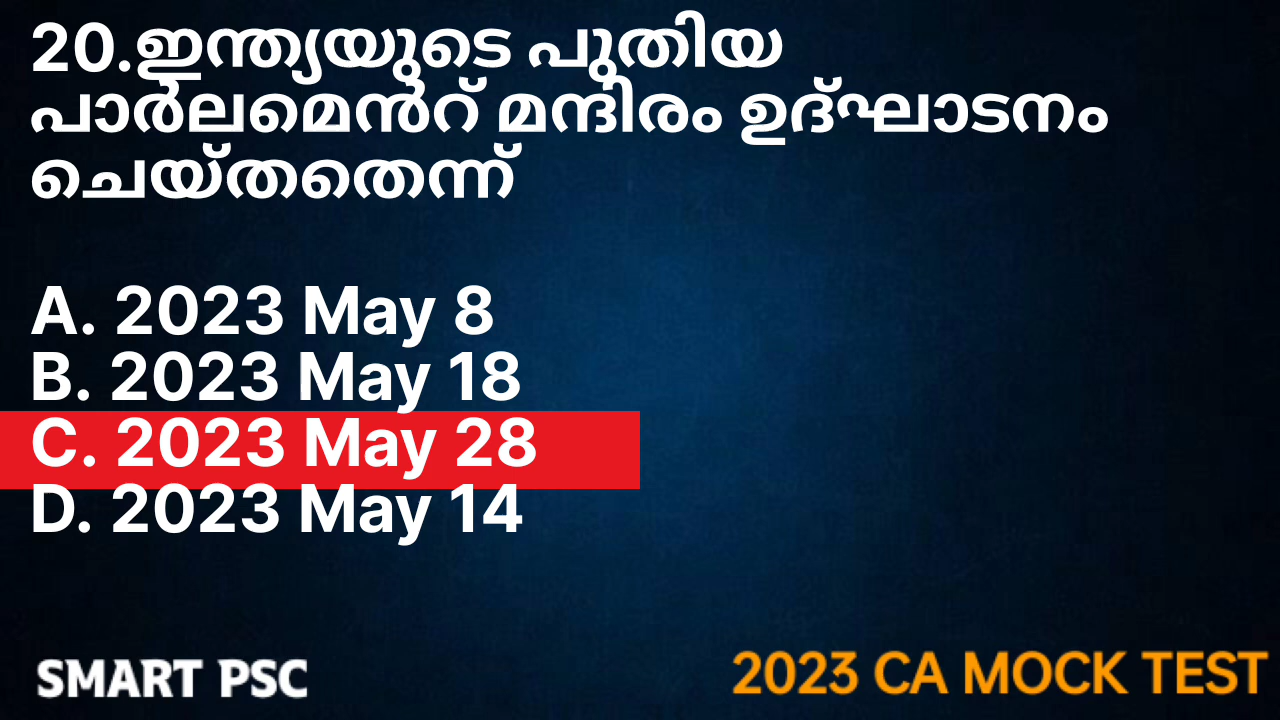 20.ഇന്ത്യയുടെ പുതിയ
പാർലമെൻറ് മന്ദിരം ഉദ്ഘാടനം
ചെയ്തതെന്ന്
A. 2023 May 8
B. 2023 May 18
C. 2023 May 28
D. 2023 May 14
SMART PSC
2023 CA MOCK TEST